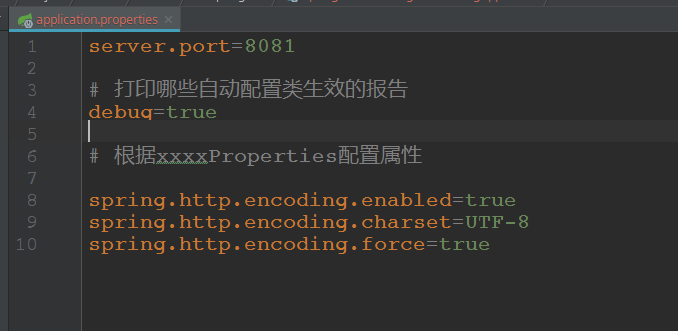 application.properties
1 server.port=8081
2
3 # 打印哪些自动配置类生效的报告
4 debug=true
5
6 # 根据xxxxProperties配置属性
7
8 spring.http.encoding.enabled=true
9 spring.http.encoding.charset=UTF-8
10 spring.http.encoding.force=true